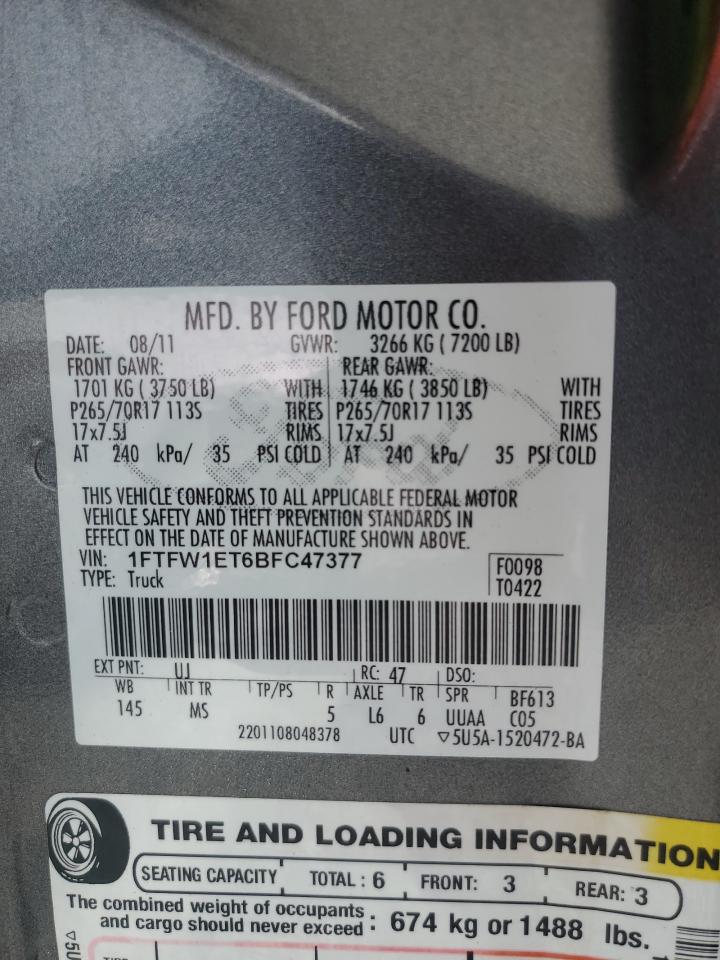 MFD. BY FORD MOTOR CO.
DATE: 08/11 GVWR: 3266 KG ( 7200 LB)
FRONT GAWR: REAR GAWR:
1701 KG ( 3750 LB) WITH 1746 KG ( 3850 LB) WITH
P265/70R17 113S TIRES P265/70R17 113S TIRES
17x7.5J RIMS 17x7.5J RIMS
AT 240 kPa/ 35 PSI COLD AT 240 kPa/ 35 PSI COLD
THIS VEHICLE CONFORMS TO ALL APPLICABLE FEDERAL MOTOR
VEHICLE SAFETY AND THEFT PREVENTION STANDARDS IN
EFFECT ON THE DATE OF MANUFACTURE SHOWN ABOVE.
VIN: 1FTFW1ET6BFC47377 F0098
TYPE: Truck T0422
EXT PNT: UJ RC: 47 DSO:
WB INT TR TP/PS R AXLE TR SPR BF613
145 MS 5 L6 6 UUAA C05
2201108048378 UTC ▽5U5A-1520472-BA
TIRE AND LOADING INFORMATION
SEATING CAPACITY TOTAL : 6 FRONT: 3 REAR: 3
The combined weight of occupants
and cargo should never exceed : 674 kg or 1488 lbs.
▽5U